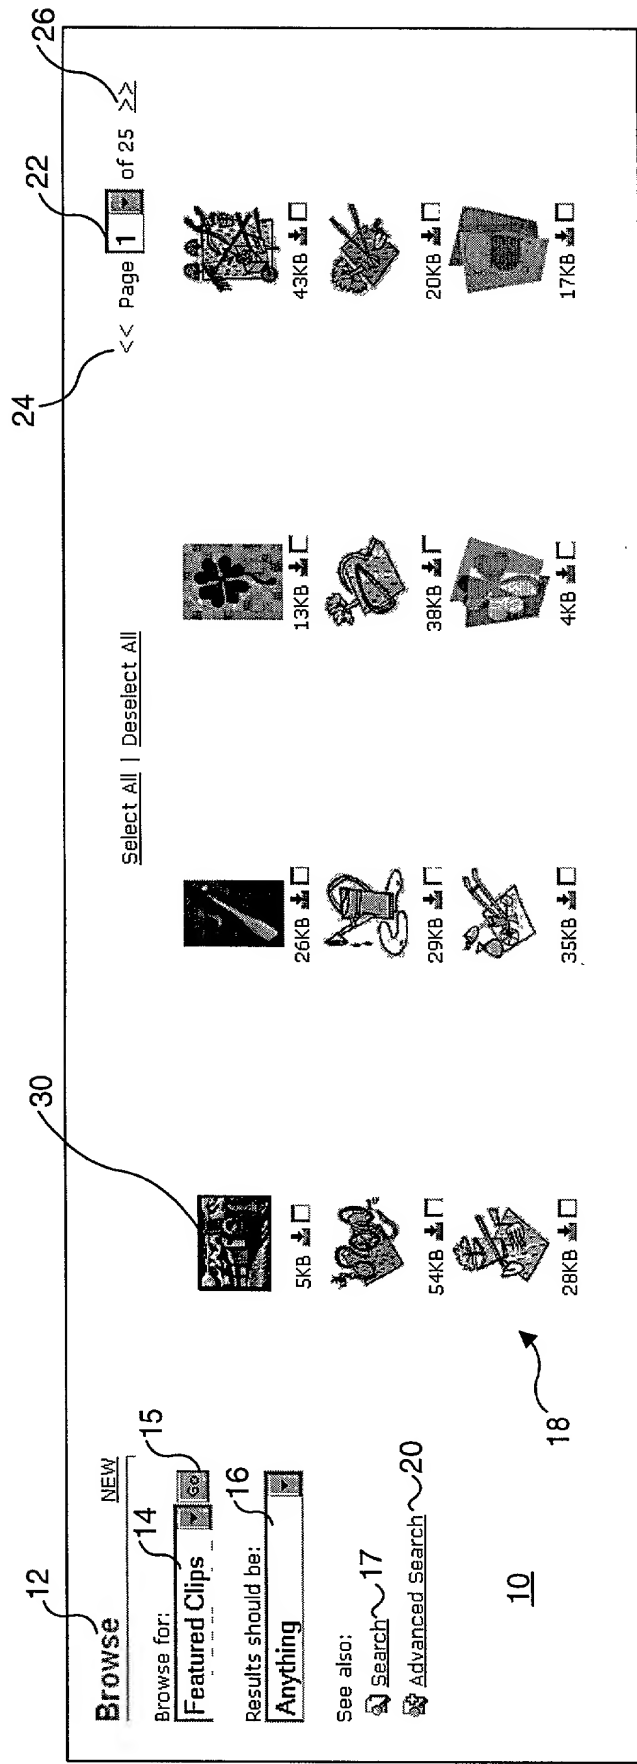 12
Browse
NEW
Browse for:
14
15
Featured Clips
GO
Results should be:
16
Anything
See also:
Search
17
Advanced Search
20
10
18
30
24
22
26
<< Page 1 of 25 >>
Select All | Deselect All
5KB
26KB
13KB
43KB
54KB
29KB
38KB
20KB
28KB
35KB
4KB
17KB